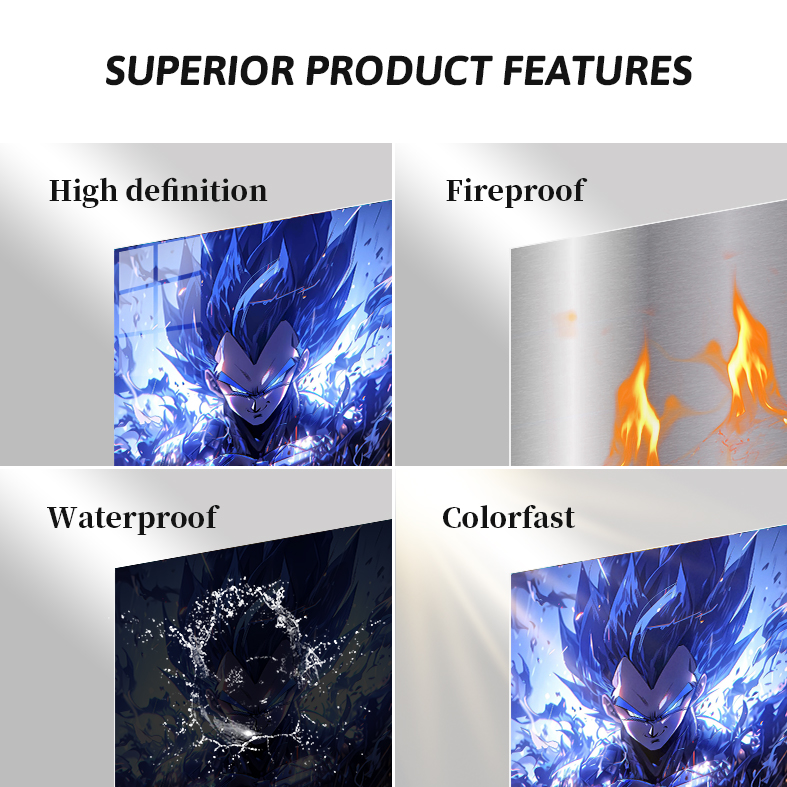 SUPERIOR PRODUCT FEATURES
High definition
Fireproof
Waterproof
Colorfast